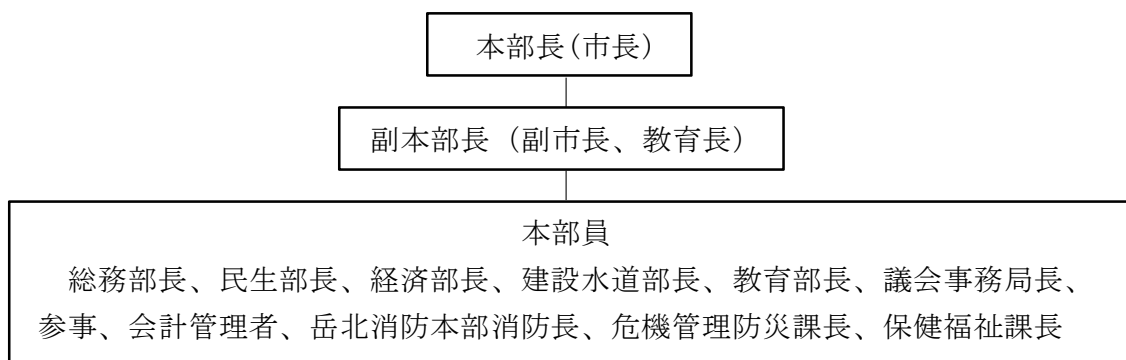 本部長(市長)
副本部長(副市長、教育長)
本部員
総務部長、民生部長、経済部長、建設水道部長、教育部長、議会事務局長、
参事、会計管理者、岳北消防本部消防長、危機管理防災課長、保健福祉課長